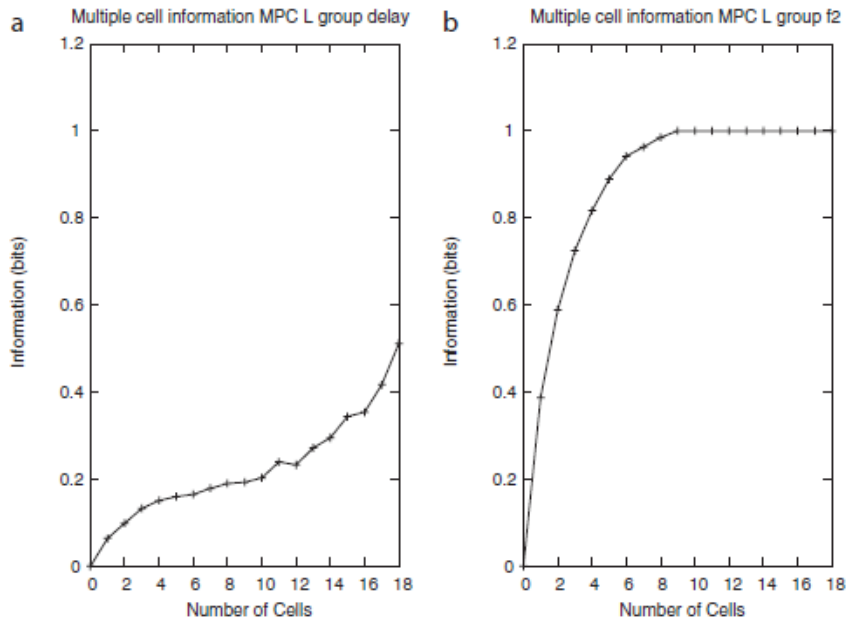 a
Multiple cell information MPC L group delay
1.2
1
0.8
0.6
0.4
0.2
0
Information (bits)
0 2 4 6 8 10 12 14 16 18
Number of Cells
b
Multiple cell information MPC L group f2
1.2
1
0.8
0.6
0.4
0.2
0
Information (bits)
0 2 4 6 8 10 12 14 16 18
Number of Cells